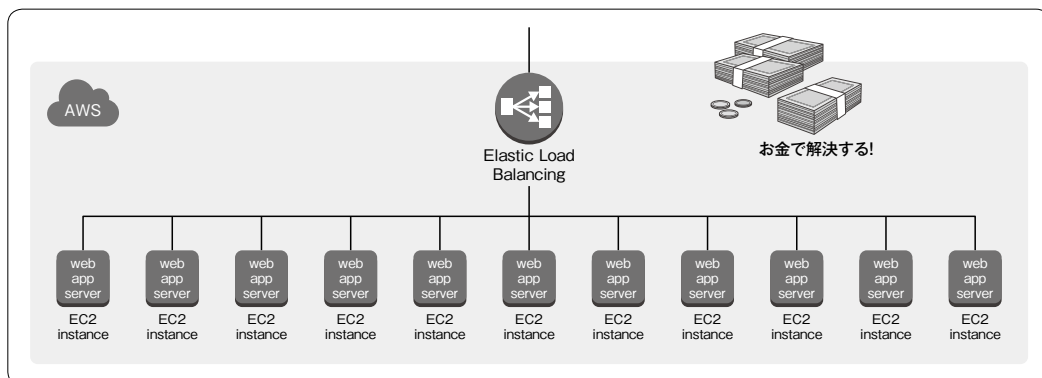 AWS
お金で解決する!
Elastic Load
Balancing
web
app
server
EC2
instance
web
app
server
EC2
instance
web
app
server
EC2
instance
web
app
server
EC2
instance
web
app
server
EC2
instance
web
app
server
EC2
instance
web
app
server
EC2
instance
web
app
server
EC2
instance
web
app
server
EC2
instance
web
app
server
EC2
instance
web
app
server
EC2
instance